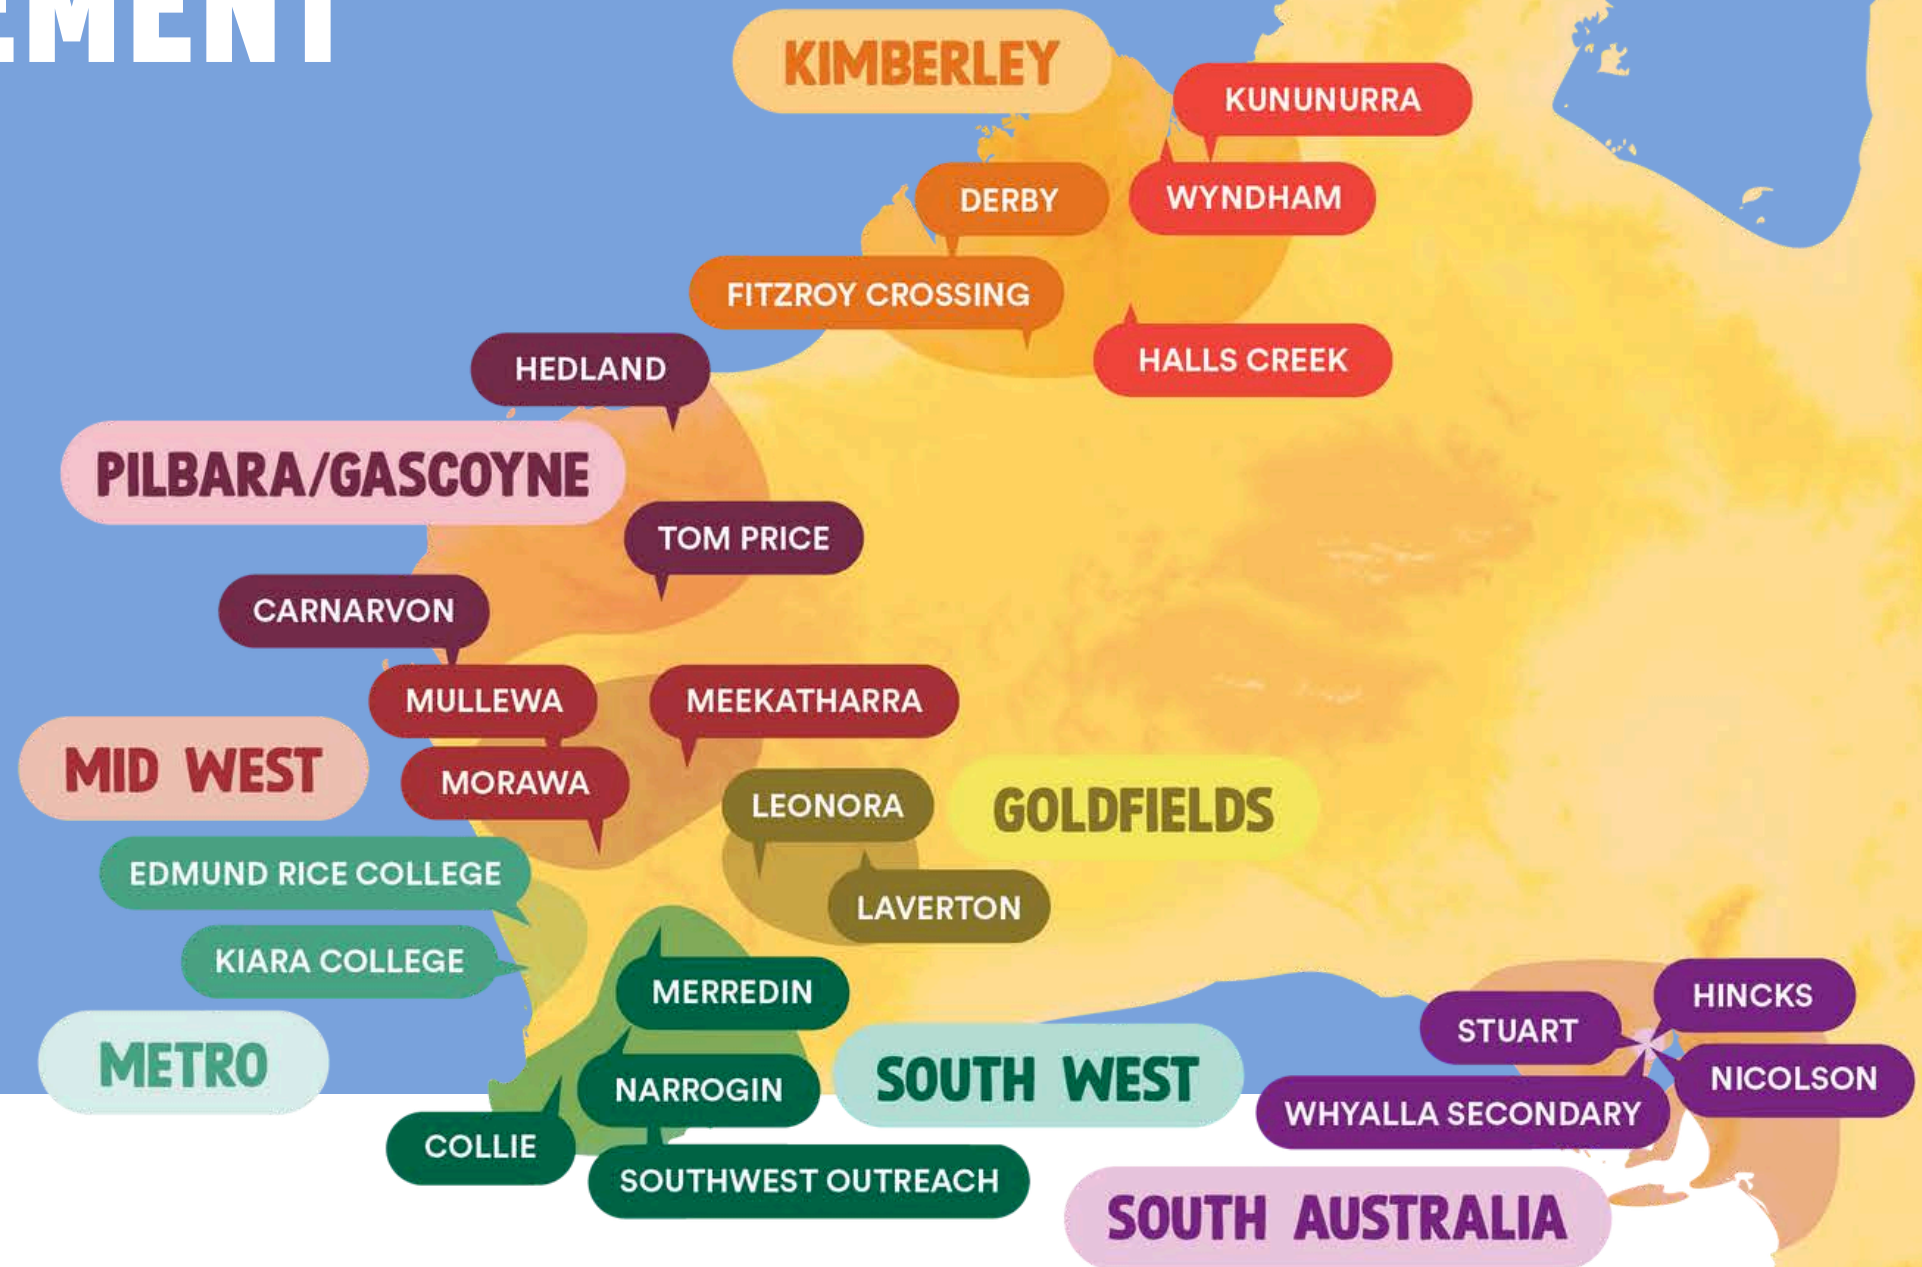 KIMBERLEY
KUNUNURRA
DERBY
WYNDHAM
FITZROY CROSSING
HALLS CREEK
HEDLAND
PILBARA/GASCOYNE
TOM PRICE
CARNARVON
MULLEWA
MEEKATHARRA
MID WEST
MORAWA
LEONORA
GOLDFIELDS
EDMUND RICE COLLEGE
LAVERTON
KIARA COLLEGE
MERREDIN
HINCKS
STUART
METRO
SOUTH WEST
NARROGIN
NICOLSON
WHYALLA SECONDARY
COLLIE
SOUTHWEST OUTREACH
SOUTH AUSTRALIA